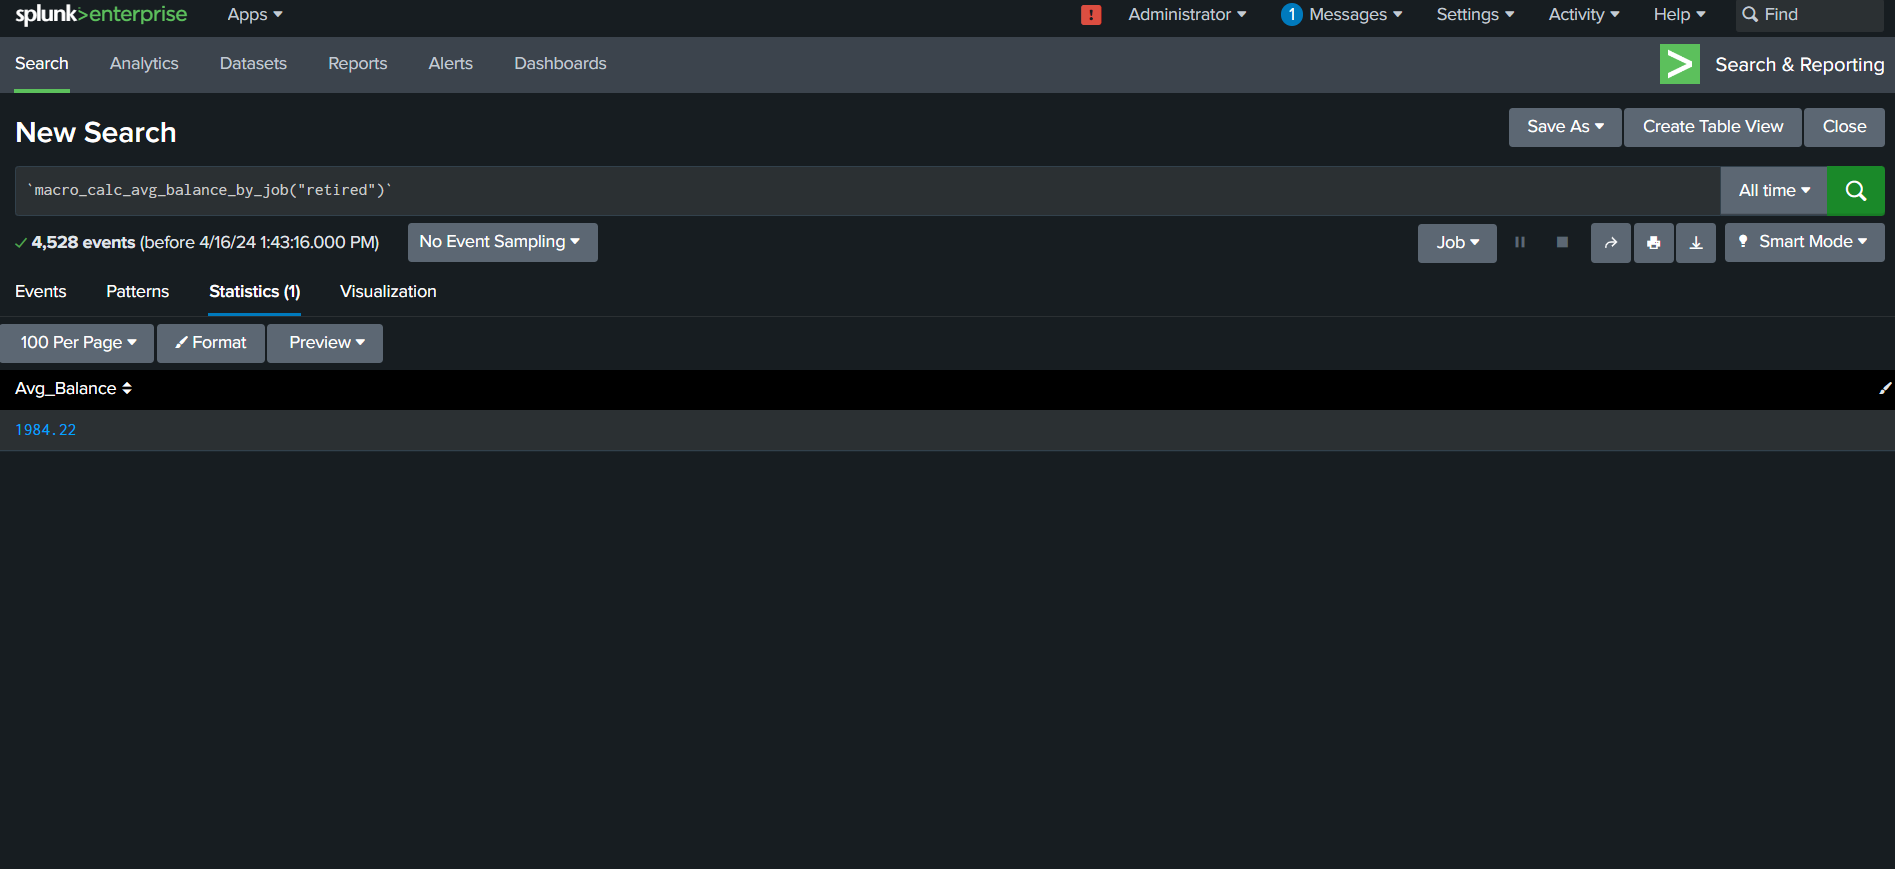 splunk>enterprise Apps Administrator 1 Messages Settings Activity Help Find
Search Analytics Datasets Reports Alerts Dashboards Search & Reporting
New Search Save As Create Table View Close
`macro_calc_avg_balance_by_job("retired")` All time
4,528 events (before 4/16/24 1:43:16.000 PM) No Event Sampling Job Smart Mode
Events Patterns Statistics (1) Visualization
100 Per Page Format Preview
Avg_Balance
1984.22